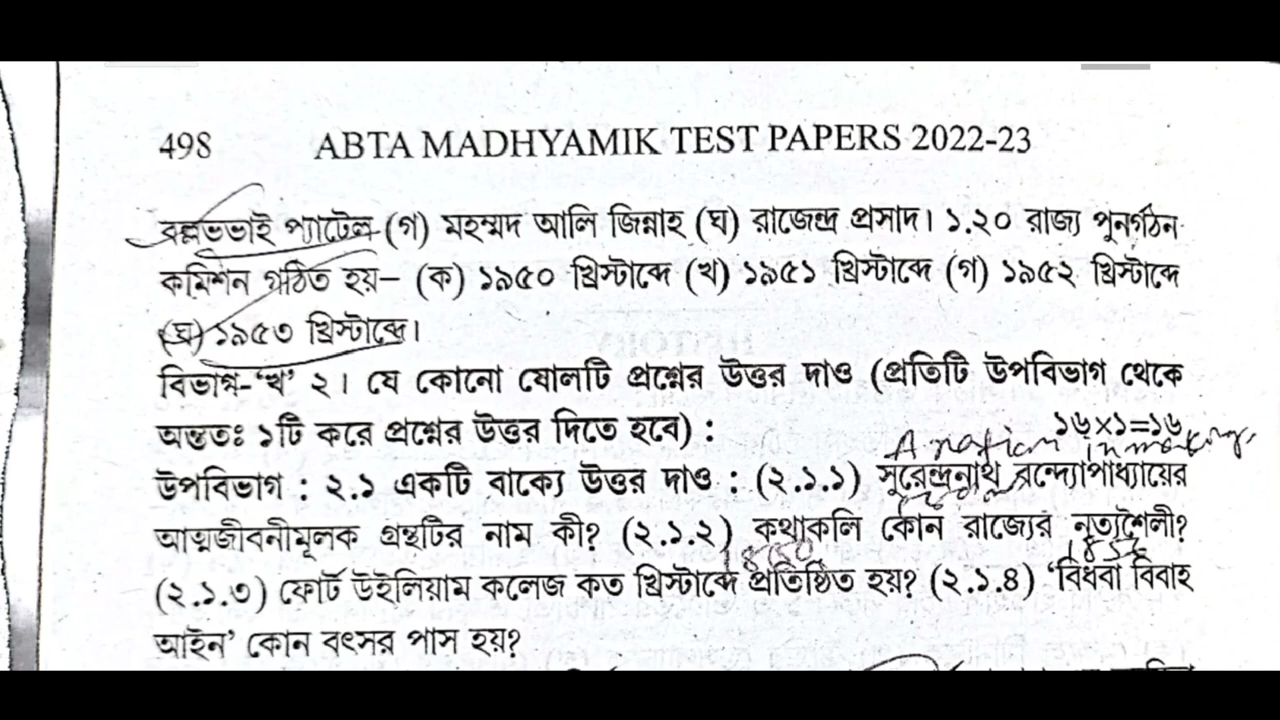 498 ABTA MADHYAMIK TEST PAPERS 2022-23
বল্লভভাই প্যাটেল (গ) মহম্মদ আলি জিন্নাহ (ঘ) রাজেন্দ্র প্রসাদ। ১.২০ রাজ্য পুনর্গঠন
কমিশন গঠিত হয়– (ক) ১৯৫০ খ্রিস্টাব্দে (খ) ১৯৫১ খ্রিস্টাব্দে (গ) ১৯৫২ খ্রিস্টাব্দে
(ঘ) ১৯৫৩ খ্রিস্টাব্দে।
বিভাগ-‘খ’ ২। যে কোনো ষোলটি প্রশ্নের উত্তর দাও (প্রতিটি উপবিভাগ থেকে
অন্ততঃ ১টি করে প্রশ্নের উত্তর দিতে হবে) : ১৬×১=১৬
A nation in making
উপবিভাগ : ২.১ একটি বাক্যে উত্তর দাও : (২.১.১) সুরেন্দ্রনাথ বন্দ্যোপাধ্যায়ের
আত্মজীবনীমূলক গ্রন্থটির নাম কী? (২.১.২) কথাকলি কোন রাজ্যের নৃত্যশৈলী?
(২.১.৩) ফোর্ট উইলিয়াম কলেজ কত খ্রিস্টাব্দে প্রতিষ্ঠিত হয়? (২.১.৪) ‘বিধবা বিবাহ
আইন’ কোন বৎসর পাস হয়?